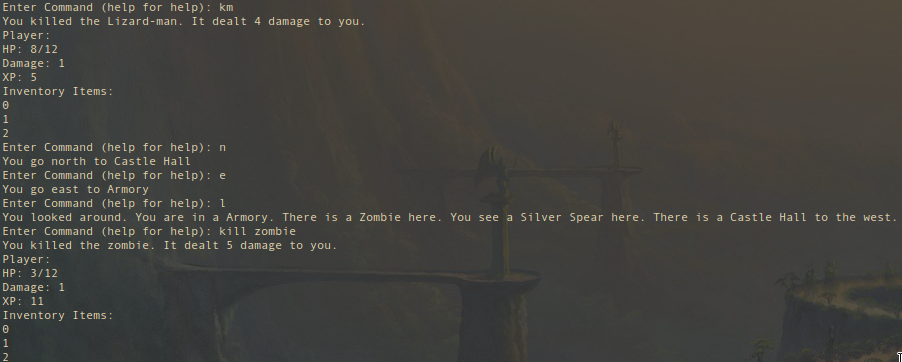 Enter Command (help for help): km
You killed the Lizard-man. It dealt 4 damage to you.
Player:
HP: 8/12
Damage: 1
XP: 5
Inventory Items:
0
1
2
Enter Command (help for help): n
You go north to Castle Hall
Enter Command (help for help): e
You go east to Armory
Enter Command (help for help): l
You looked around. You are in a Armory. There is a Zombie here. You see a Silver Spear here. There is a Castle Hall to the west.
Enter Command (help for help): kill zombie
You killed the zombie. It dealt 5 damage to you.
Player:
HP: 3/12
Damage: 1
XP: 11
Inventory Items:
0
1
2